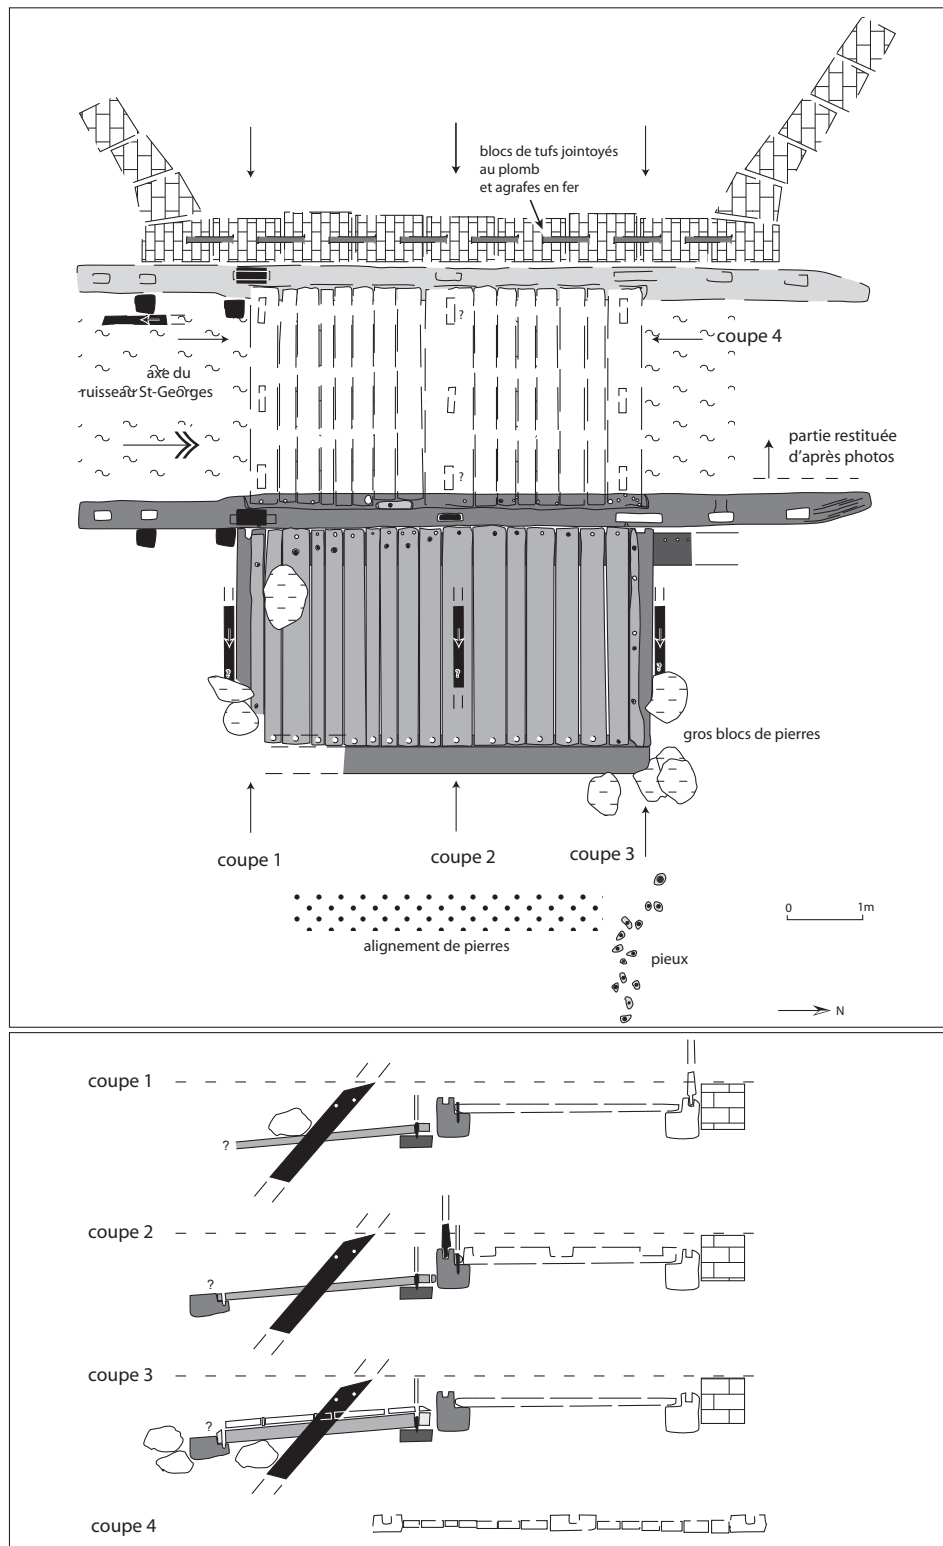 blocs de tufs jointoyés
au plomb
et agrafes en fer
?
coupe 4
axe du
ruisseau St-Georges
partie restituée
d'après photos
?
gros blocs de pierres
coupe 1
coupe 2
coupe 3
0 1m
alignement de pierres
pieux
N
coupe 1
?
coupe 2
?
coupe 3
?
coupe 4